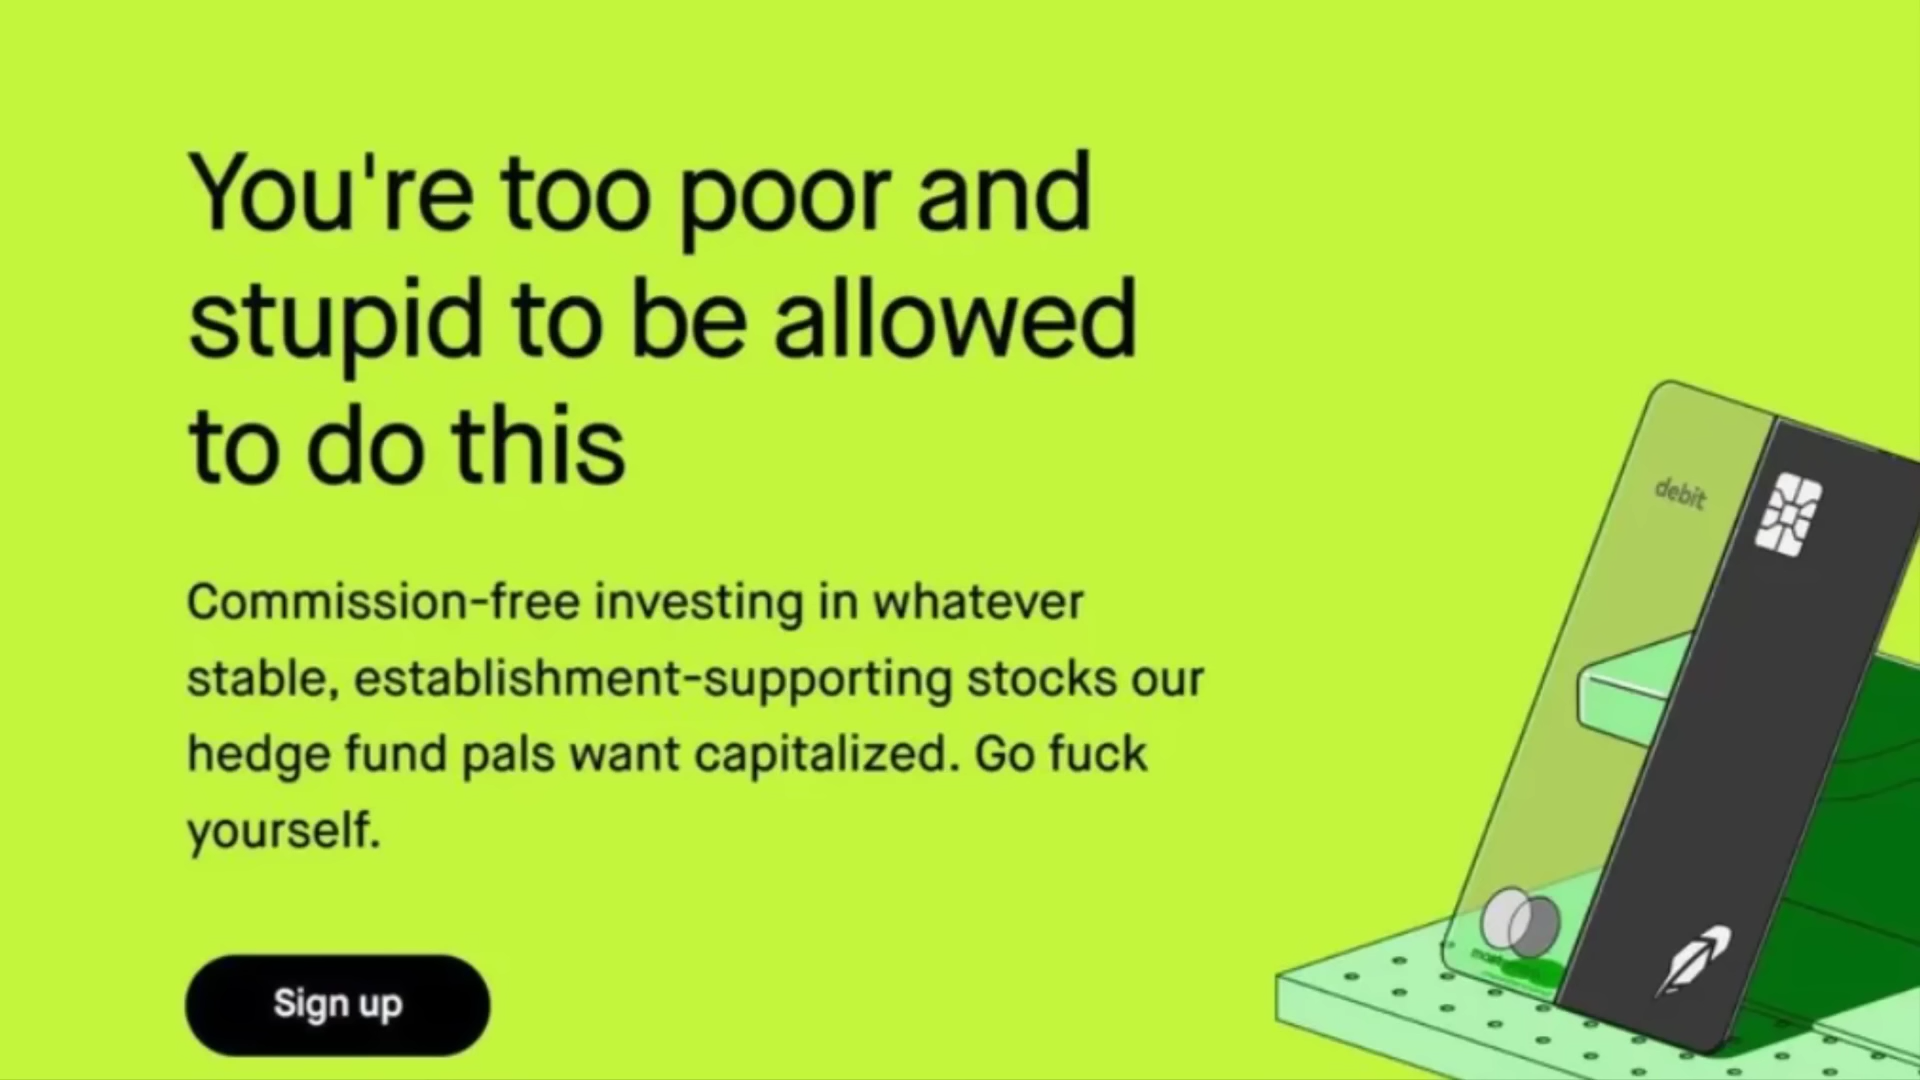 You're too poor and
stupid to be allowed
to do this
Commission-free investing in whatever
stable, establishment-supporting stocks our
hedge fund pals want capitalized. Go fuck
yourself.
Sign up
debit